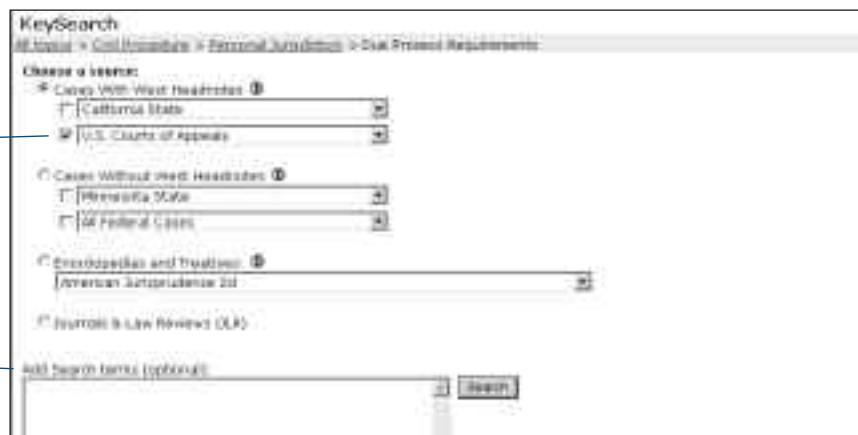 KeySearch
All topics > Civil Procedure > Personal Jurisdiction > Due Process Requirements
Choose a source:
Cases With West Headnotes
California State
U.S. Courts of Appeals
Cases Without West Headnotes
Minnesota State
All Federal Cases
Encyclopedias and Treatises
American Jurisprudence 2d
Journals & Law Reviews (JLR)
Add Search terms (optional):
Search